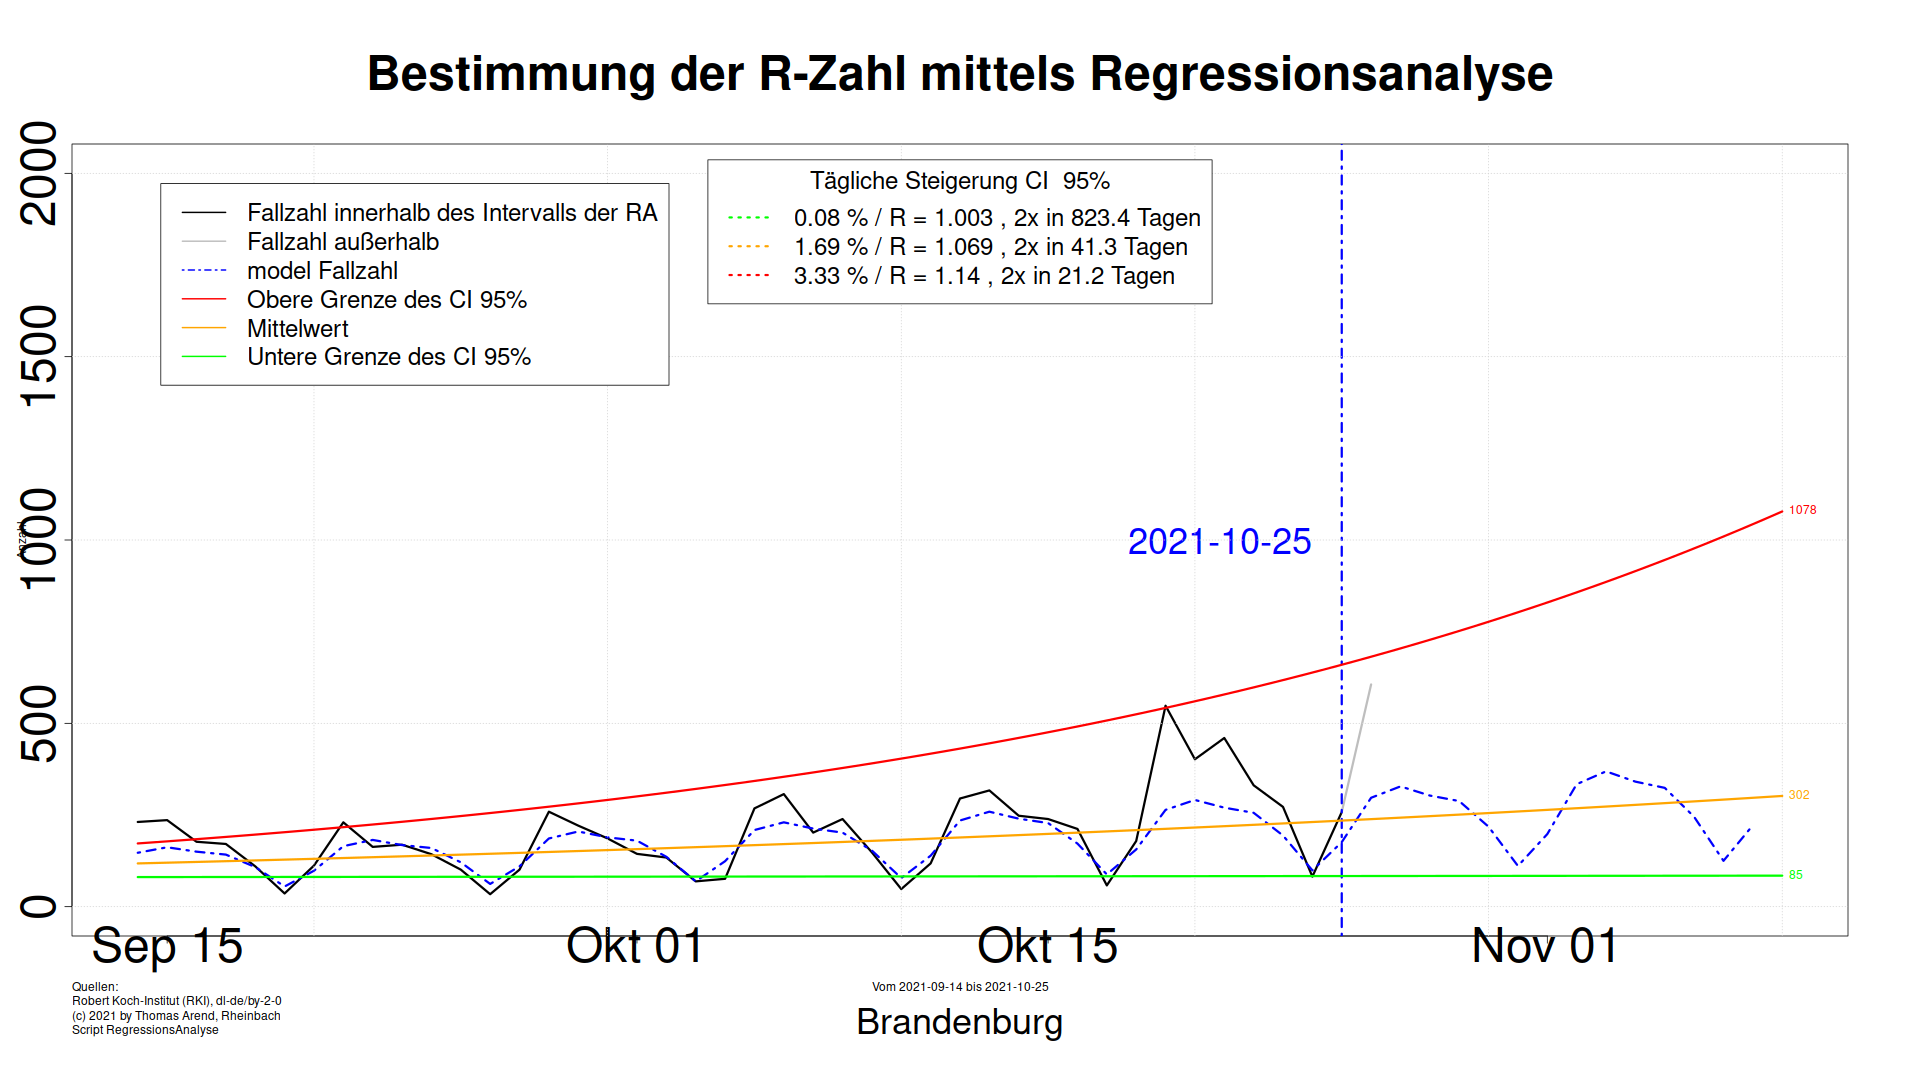 Bestimmung der R-Zahl mittels Regressionsanalyse
2000
1500
1000
500
0
Anzahl
Fallzahl innerhalb des Intervalls der RA
Fallzahl außerhalb
model Fallzahl
Obere Grenze des CI 95%
Mittelwert
Untere Grenze des CI 95%
Tägliche Steigerung CI  95%
0.08 % / R = 1.003 , 2x in 823.4 Tagen
1.69 % / R = 1.069 , 2x in 41.3 Tagen
3.33 % / R = 1.14 , 2x in 21.2 Tagen
2021-10-25
1078
302
85
Sep 15
Okt 01
Okt 15
Nov 01
Quellen:
Robert Koch-Institut (RKI), dl-de/by-2-0
(c) 2021 by Thomas Arend, Rheinbach
Script RegressionsAnalyse
Vom 2021-09-14 bis 2021-10-25
Brandenburg